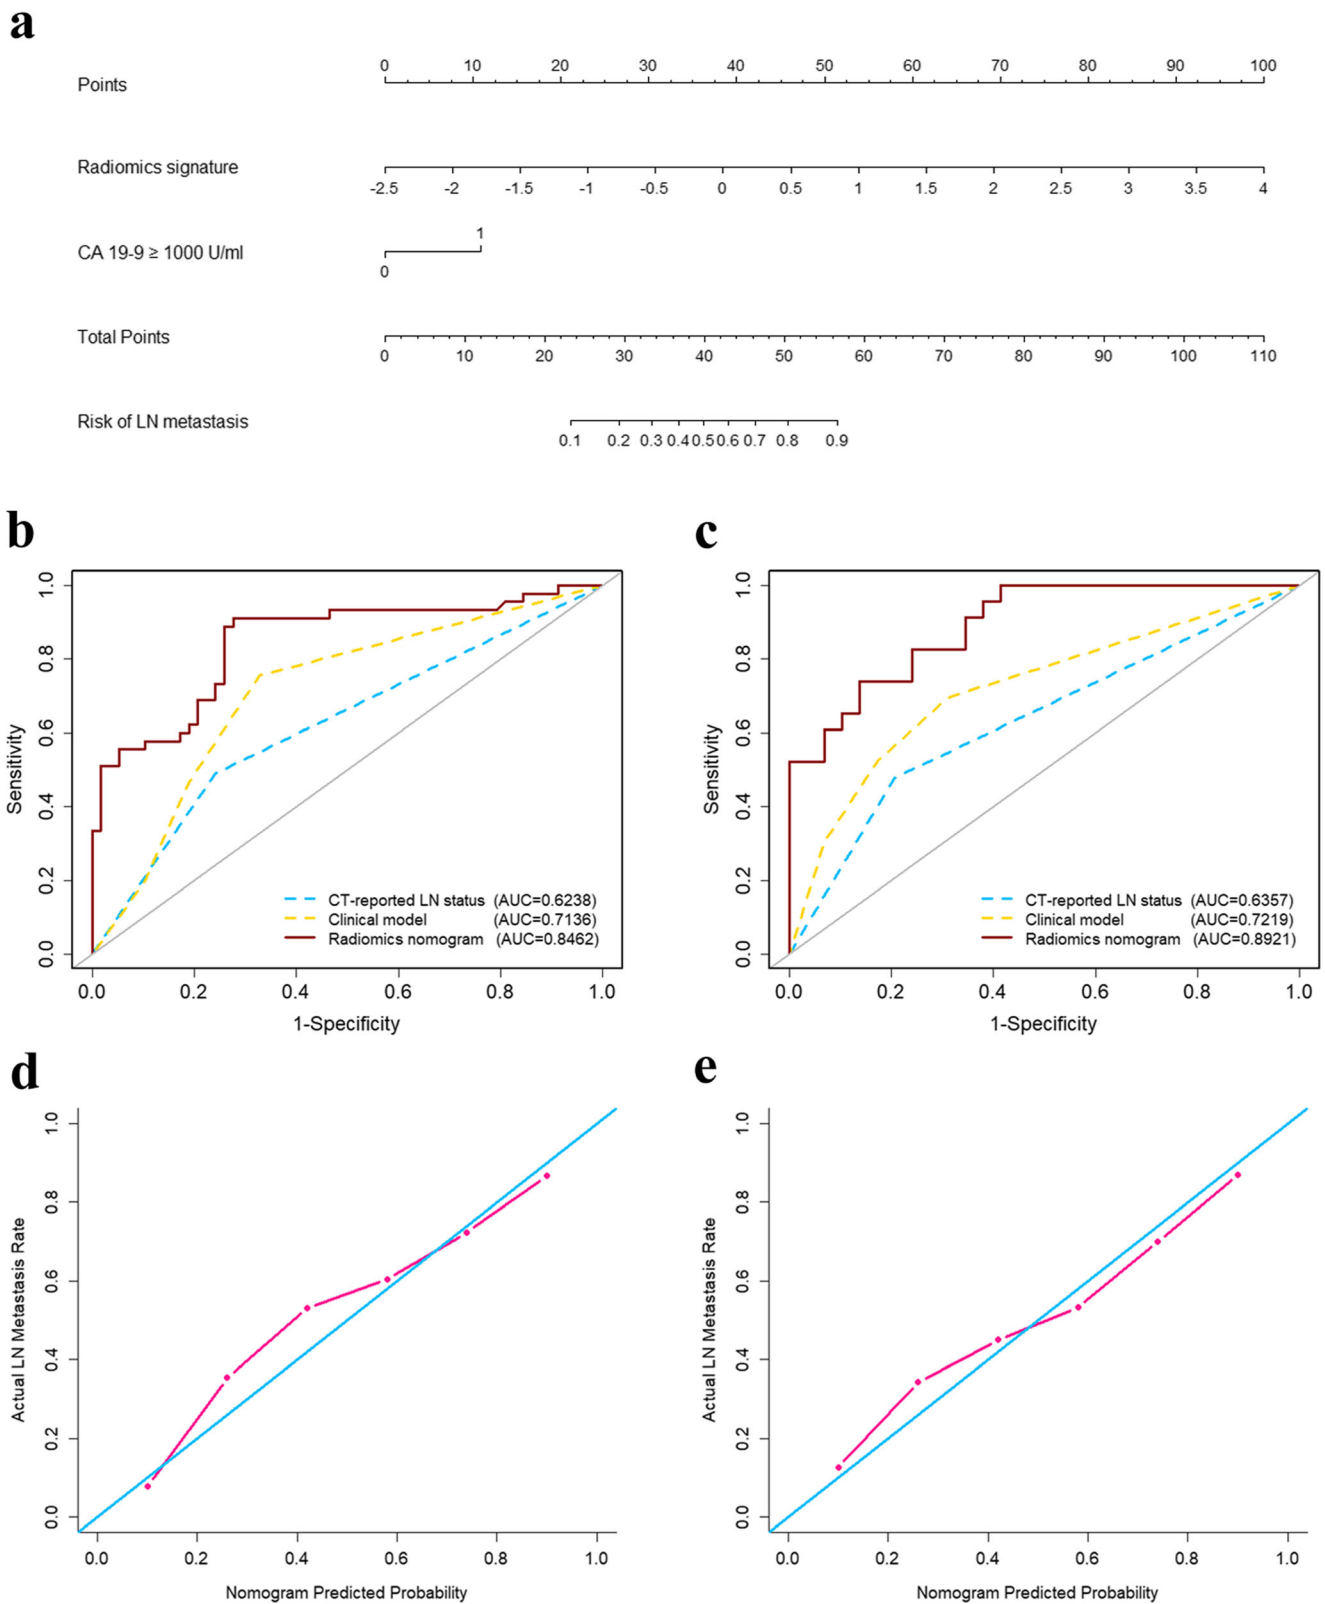 a
0 10 20 30 40 50 60 70 80 90 100
Points
Radiomics signature
-2.5 -2 -1.5 -1 -0.5 0 0.5 1 1.5 2 2.5 3 3.5 4
1
CA 19-9 ≥ 1000 U/ml
0
Total Points
0 10 20 30 40 50 60 70 80 90 100 110
Risk of LN metastasis
0.1 0.2 0.3 0.4 0.5 0.6 0.7 0.8 0.9
b
1.0
0.8
0.6
0.4
0.2
0.0
Sensitivity
CT-reported LN status (AUC=0.6238)
Clinical model (AUC=0.7136)
Radiomics nomogram (AUC=0.8462)
0.0 0.2 0.4 0.6 0.8 1.0
1-Specificity
c
1.0
0.8
0.6
0.4
0.2
0.0
Sensitivity
CT-reported LN status (AUC=0.6357)
Clinical model (AUC=0.7219)
Radiomics nomogram (AUC=0.8921)
0.0 0.2 0.4 0.6 0.8 1.0
1-Specificity
d
1.0
0.8
0.6
0.4
0.2
0.0
Actual LN Metastasis Rate
0.0 0.2 0.4 0.6 0.8 1.0
Nomogram Predicted Probability
e
1.0
0.8
0.6
0.4
0.2
0.0
Actual LN Metastasis Rate
0.0 0.2 0.4 0.6 0.8 1.0
Nomogram Predicted Probability